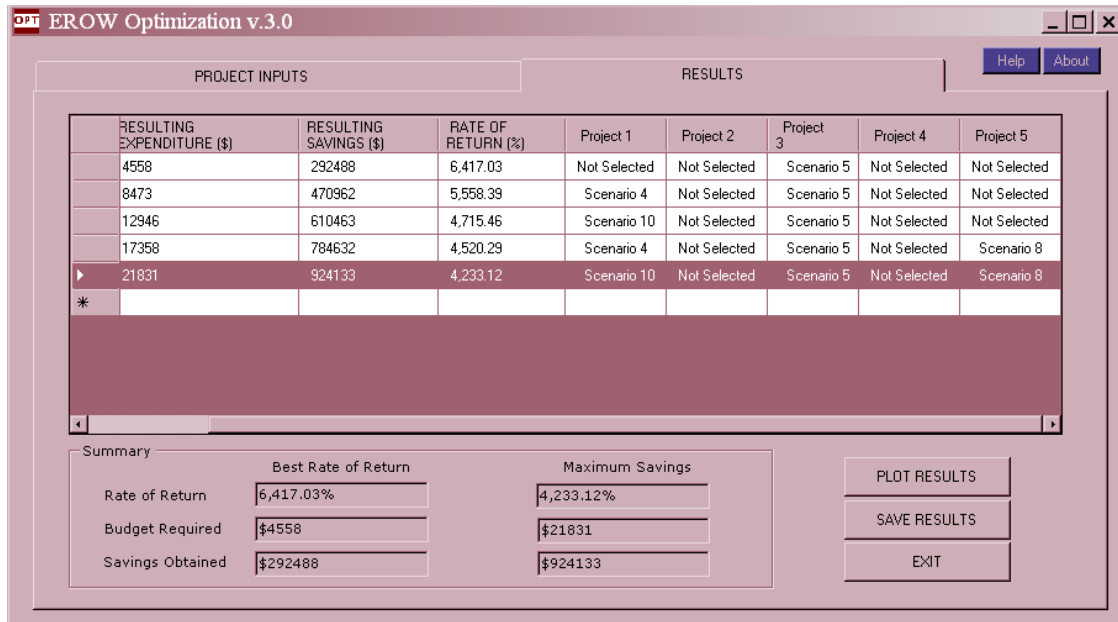 OPT EROW Optimization v.3.0
Help About
PROJECT INPUTS RESULTS
RESULTING EXPENDITURE ($) RESULTING SAVINGS ($) RATE OF RETURN (%) Project 1 Project 2 Project 3 Project 4 Project 5
4558 292488 6,417.03 Not Selected Not Selected Scenario 5 Not Selected Not Selected
8473 470962 5,558.39 Scenario 4 Not Selected Scenario 5 Not Selected Not Selected
12946 610463 4,715.46 Scenario 10 Not Selected Scenario 5 Not Selected Not Selected
17358 784632 4,520.29 Scenario 4 Not Selected Scenario 5 Not Selected Scenario 8
21831 924133 4,233.12 Scenario 10 Not Selected Scenario 5 Not Selected Scenario 8
Summary
Best Rate of Return Maximum Savings
Rate of Return 6,417.03% 4,233.12%
Budget Required $4558 $21831
Savings Obtained $292488 $924133
PLOT RESULTS
SAVE RESULTS
EXIT